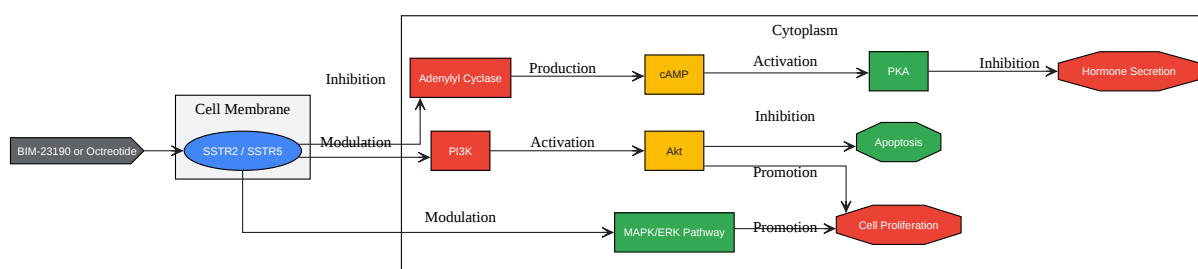 Cytoplasm
Inhibition
Adenylyl Cyclase
Production
cAMP
Activation
PKA
Inhibition
Hormone Secretion
Cell Membrane
BIM-23190 or Octreotide
SSTR2 / SSTR5
Modulation
PI3K
Activation
Akt
Inhibition
Apoptosis
Promotion
Modulation
MAPK/ERK Pathway
Promotion
Cell Proliferation